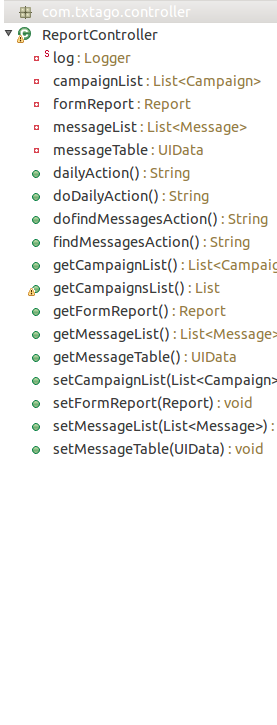 com.txtago.controller
ReportController
S log : Logger
campaignList : List<Campaign>
formReport : Report
messageList : List<Message>
messageTable : UIData
dailyAction() : String
doDailyAction() : String
dofindMessagesAction() : String
findMessagesAction() : String
getCampaignList() : List<Campaig
getCampaignsList() : List
getFormReport() : Report
getMessageList() : List<Message>
getMessageTable() : UIData
setCampaignList(List<Campaign>
setFormReport(Report) : void
setMessageList(List<Message>) :
setMessageTable(UIData) : void